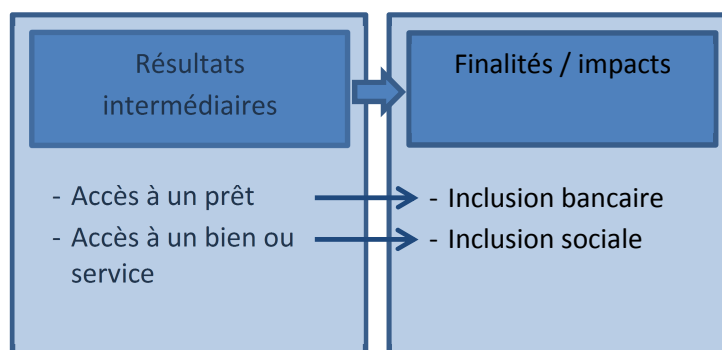 Résultats
intermédiaires
- Accès à un prêt
- Accès à un bien ou
service
Finalités / impacts
- Inclusion bancaire
- Inclusion sociale